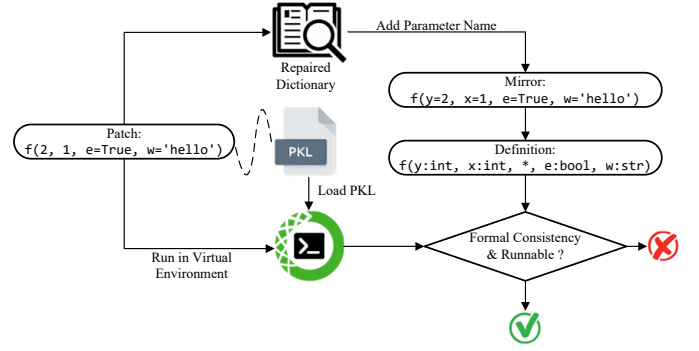 Add Parameter Name
Repaired
Dictionary
Mirror:
f(y=2, x=1, e=True, w='hello')
Patch:
f(2, 1, e=True, w='hello')
PKL
Definition:
f(y:int, x:int, *, e:bool, w:str)
Load PKL
>_
Run in Virtual
Environment
Formal Consistency
& Runnable ?